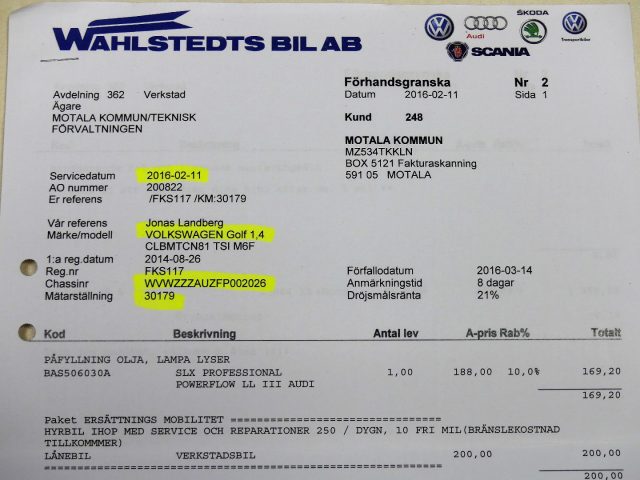 WAHLSTEDTS BIL AB
Audi
ŠKODA
Transportbilar
SCANIA
Förhandsgranska Nr 2
Avdelning 362 Verkstad Datum 2016-02-11 Sida 1
Ägare
MOTALA KOMMUN/TEKNISK Kund 248
FÖRVALTNINGEN
MOTALA KOMMUN
MZ534TKKLN
BOX 5121 Fakturaskanning
591 05 MOTALA
Servicedatum 2016-02-11
AO nummer 200822
Er referens /FKS117 /KM:30179
Vår referens Jonas Landberg
Märke/modell VOLKSWAGEN Golf 1,4
CLBMTCN81 TSI M6F
1:a reg.datum 2014-08-26
Reg.nr FKS117 Förfallodatum 2016-03-14
Chassinr WVWZZZAUZFP002026 Anmärkningstid 8 dagar
Mätarställning 30179 Dröjsmålsränta 21%
Kod Beskrivning Antal lev A-pris Rab% Totalt
PÅFYLLNING OLJA, LAMPA LYSER
BAS506030A SLX PROFESSIONAL 1,00 188,00 10,0% 169,20
POWERFLOW LL III AUDI
169,20
Paket ERSÄTTNINGS MOBILITET ================================
HYRBIL IHOP MED SERVICE OCH REPARATIONER 250 / DYGN, 10 FRI MIL(BRÄNSLEKOSTNAD
TILLKOMMMER)
LÅNEBIL VERKSTADSBIL 200,00 200,00
200,00